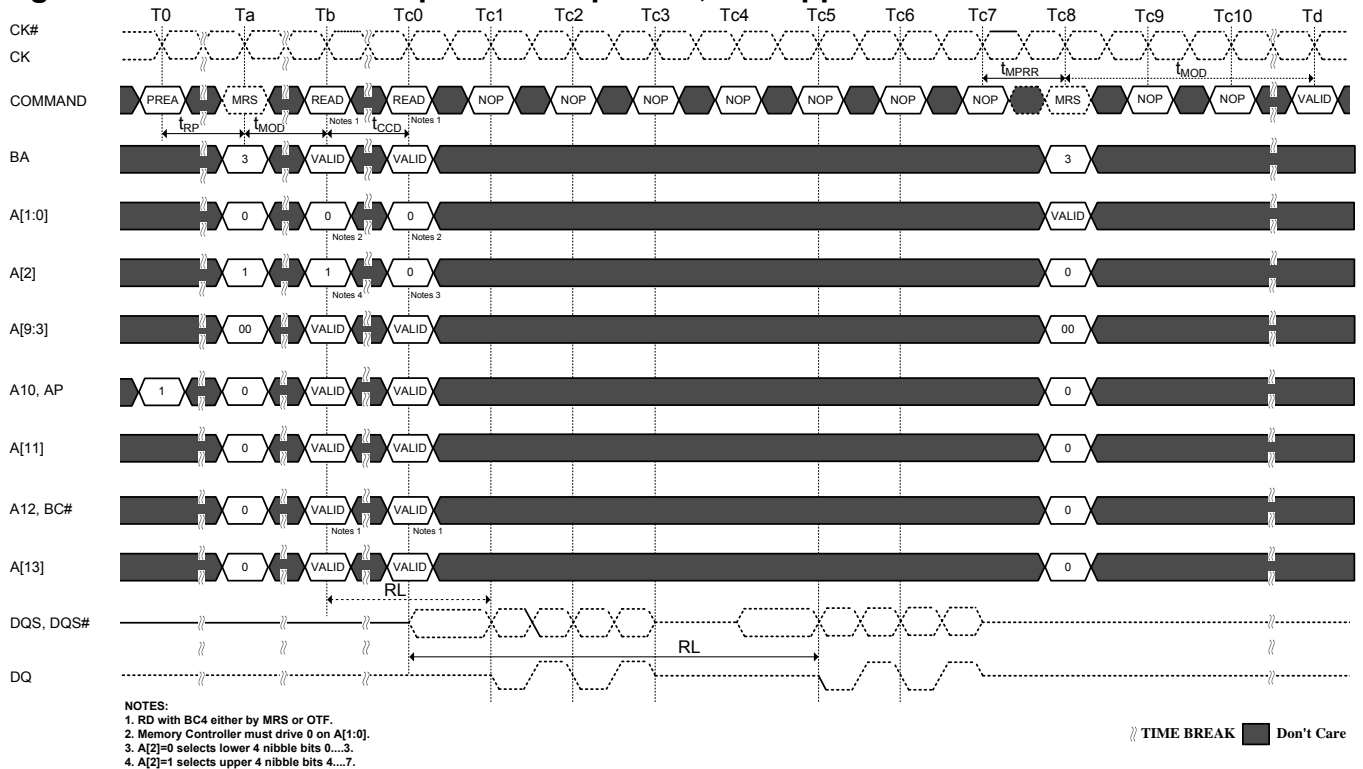 T0 Ta Tb Tc0 Tc1 Tc2 Tc3 Tc4 Tc5 Tc6 Tc7 Tc8 Tc9 Tc10 Td
CK#
CK
tMPRR tMOD
COMMAND PREA MRS READ READ NOP NOP NOP NOP NOP NOP NOP MRS NOP NOP VALID
Notes 1 Notes 1
tRP tMOD tCCD
BA 3 VALID VALID 3
A[1:0] 0 0 0 VALID
Notes 2 Notes 2
A[2] 1 1 0 0
Notes 4 Notes 3
A[9:3] 00 VALID VALID 00
A10, AP 1 0 VALID VALID 0
A[11] 0 VALID VALID 0
A12, BC# 0 VALID VALID 0
Notes 1 Notes 1
A[13] 0 VALID VALID 0
RL
DQS, DQS#
RL
DQ
NOTES:
1. RD with BC4 either by MRS or OTF.
2. Memory Controller must drive 0 on A[1:0].
3. A[2]=0 selects lower 4 nibble bits 0....3.
4. A[2]=1 selects upper 4 nibble bits 4....7.
TIME BREAK Don't Care